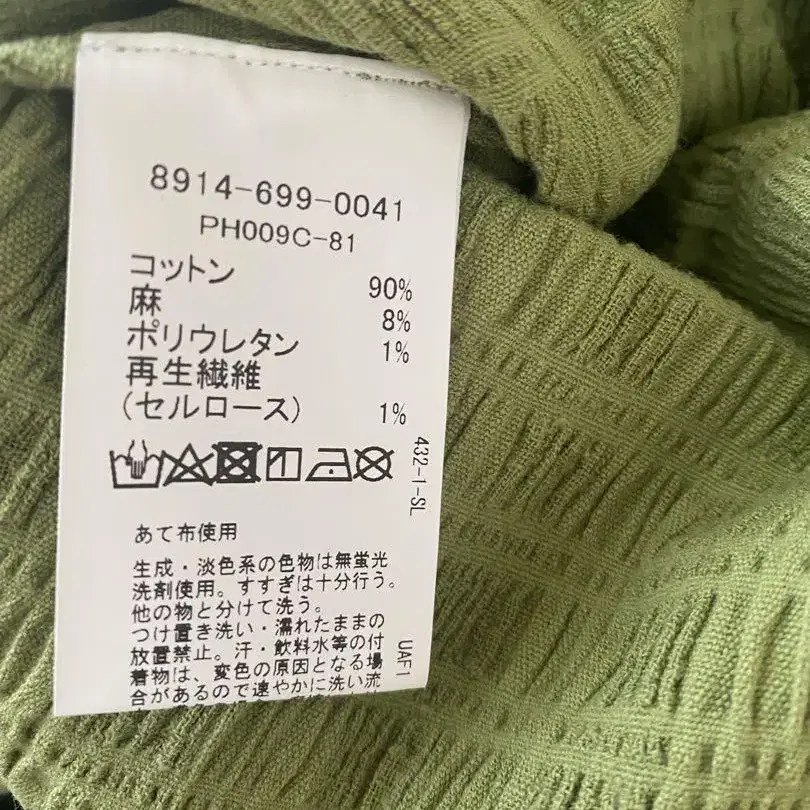 8914-699-0041
PH009C-81
コットン 90%
麻 8%
ポリウレタン 1%
再生繊維
(セルロース) 1%
432-1-SL
あて布使用
生成・淡色系の色物は無蛍光
洗剤使用。すすぎは十分行う。
他の物と分けて洗う。
つけ置き洗い・濡れたままの
放置禁止。汗・飲料水等の付
着物は、変色の原因となる場
合があるので速やかに洗い流
UAF1